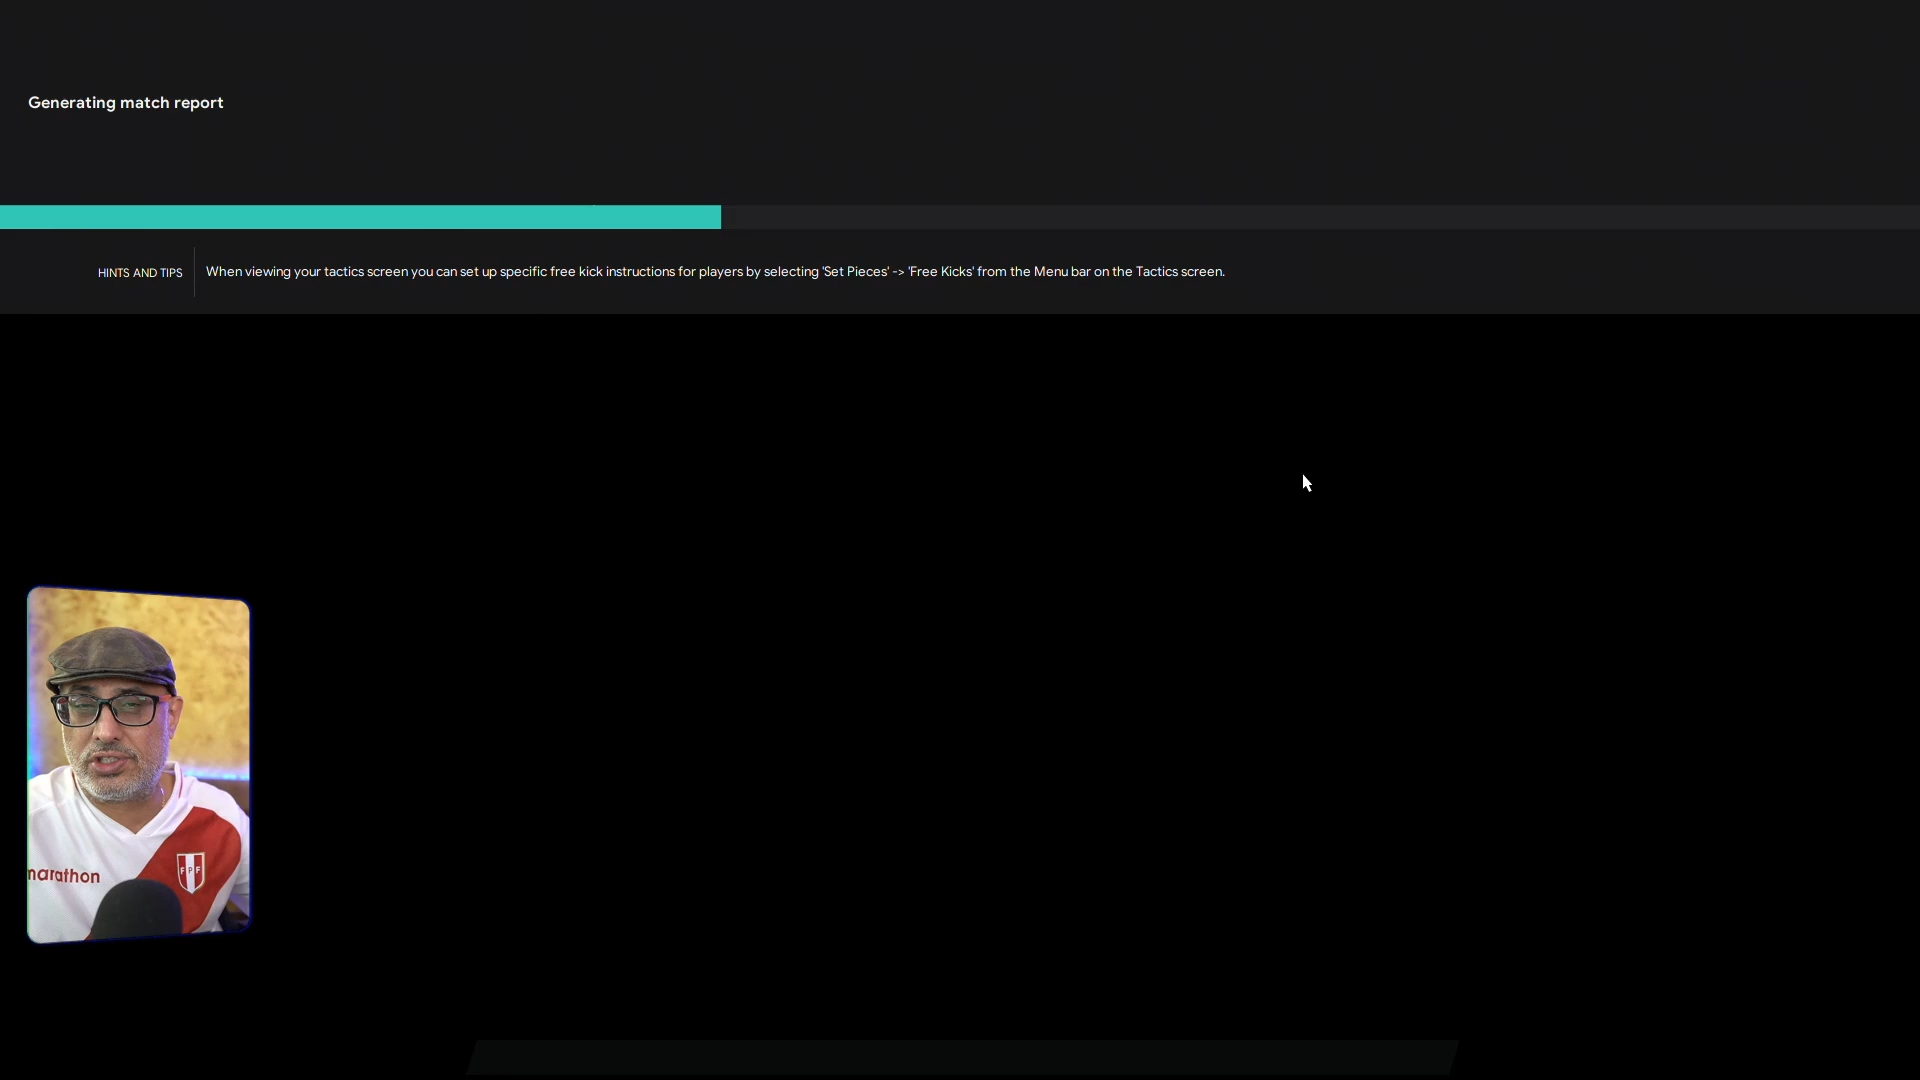 Generating match report
HINTS AND TIPS
When viewing your tactics screen you can set up specific free kick instructions for players by selecting 'Set Pieces' -> 'Free Kicks' from the Menu bar on the Tactics screen.
marathon
FPF